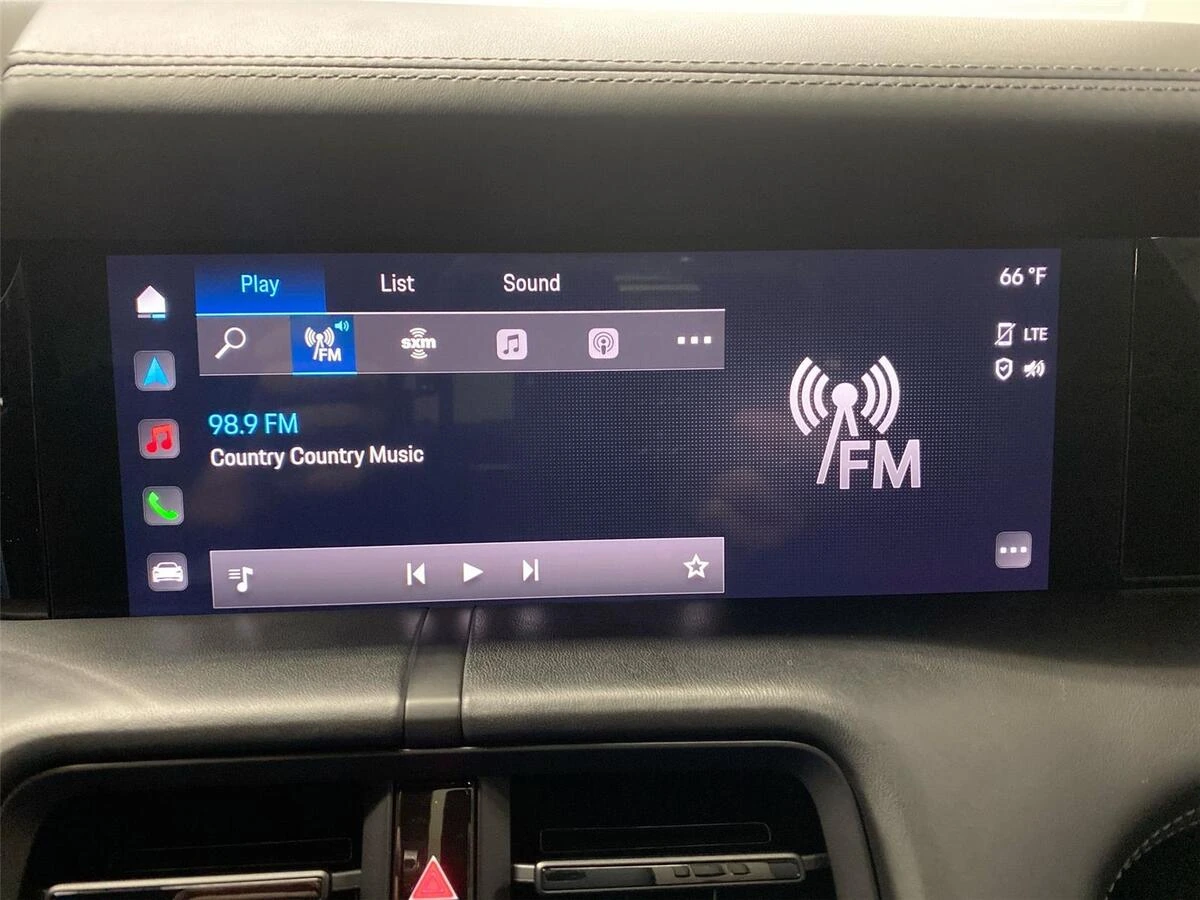 Play List Sound
66 °F
FM sxm
LTE
98.9 FM
Country Country Music
FM